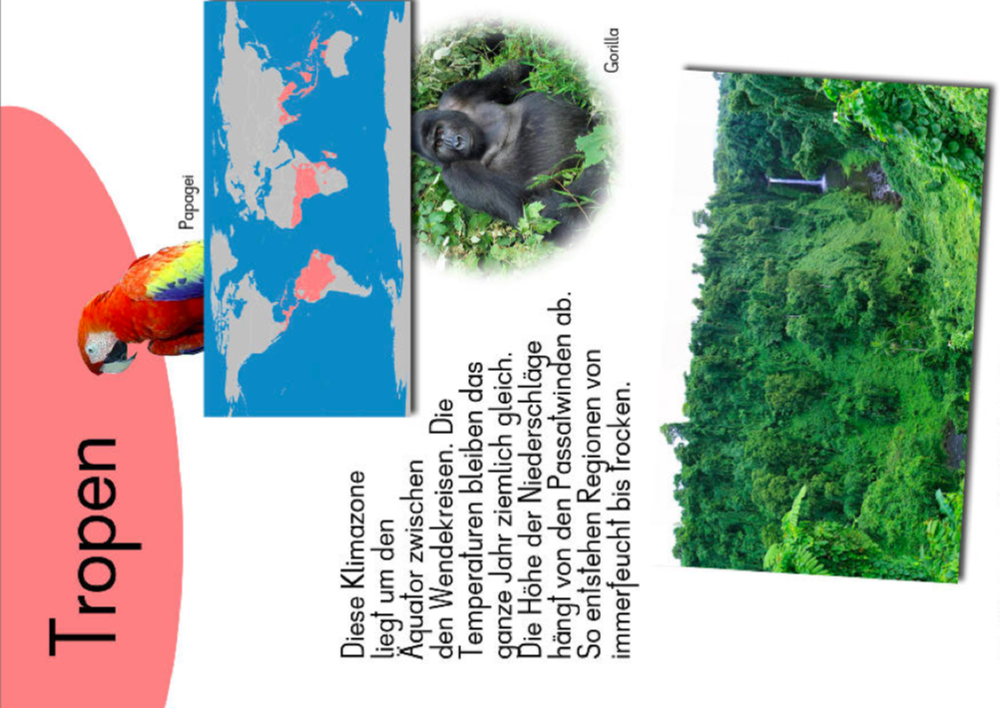 Tropen
Papagei
Gorilla
Diese Klimazone
liegt um den
Äquator zwischen
den Wendekreisen. Die
Temperaturen bleiben das
ganze Jahr ziemlich gleich.
Die Höhe der Niederschläge
hängt von den Passatwinden ab.
So entstehen Regionen von
immerfeucht bis Trocken.